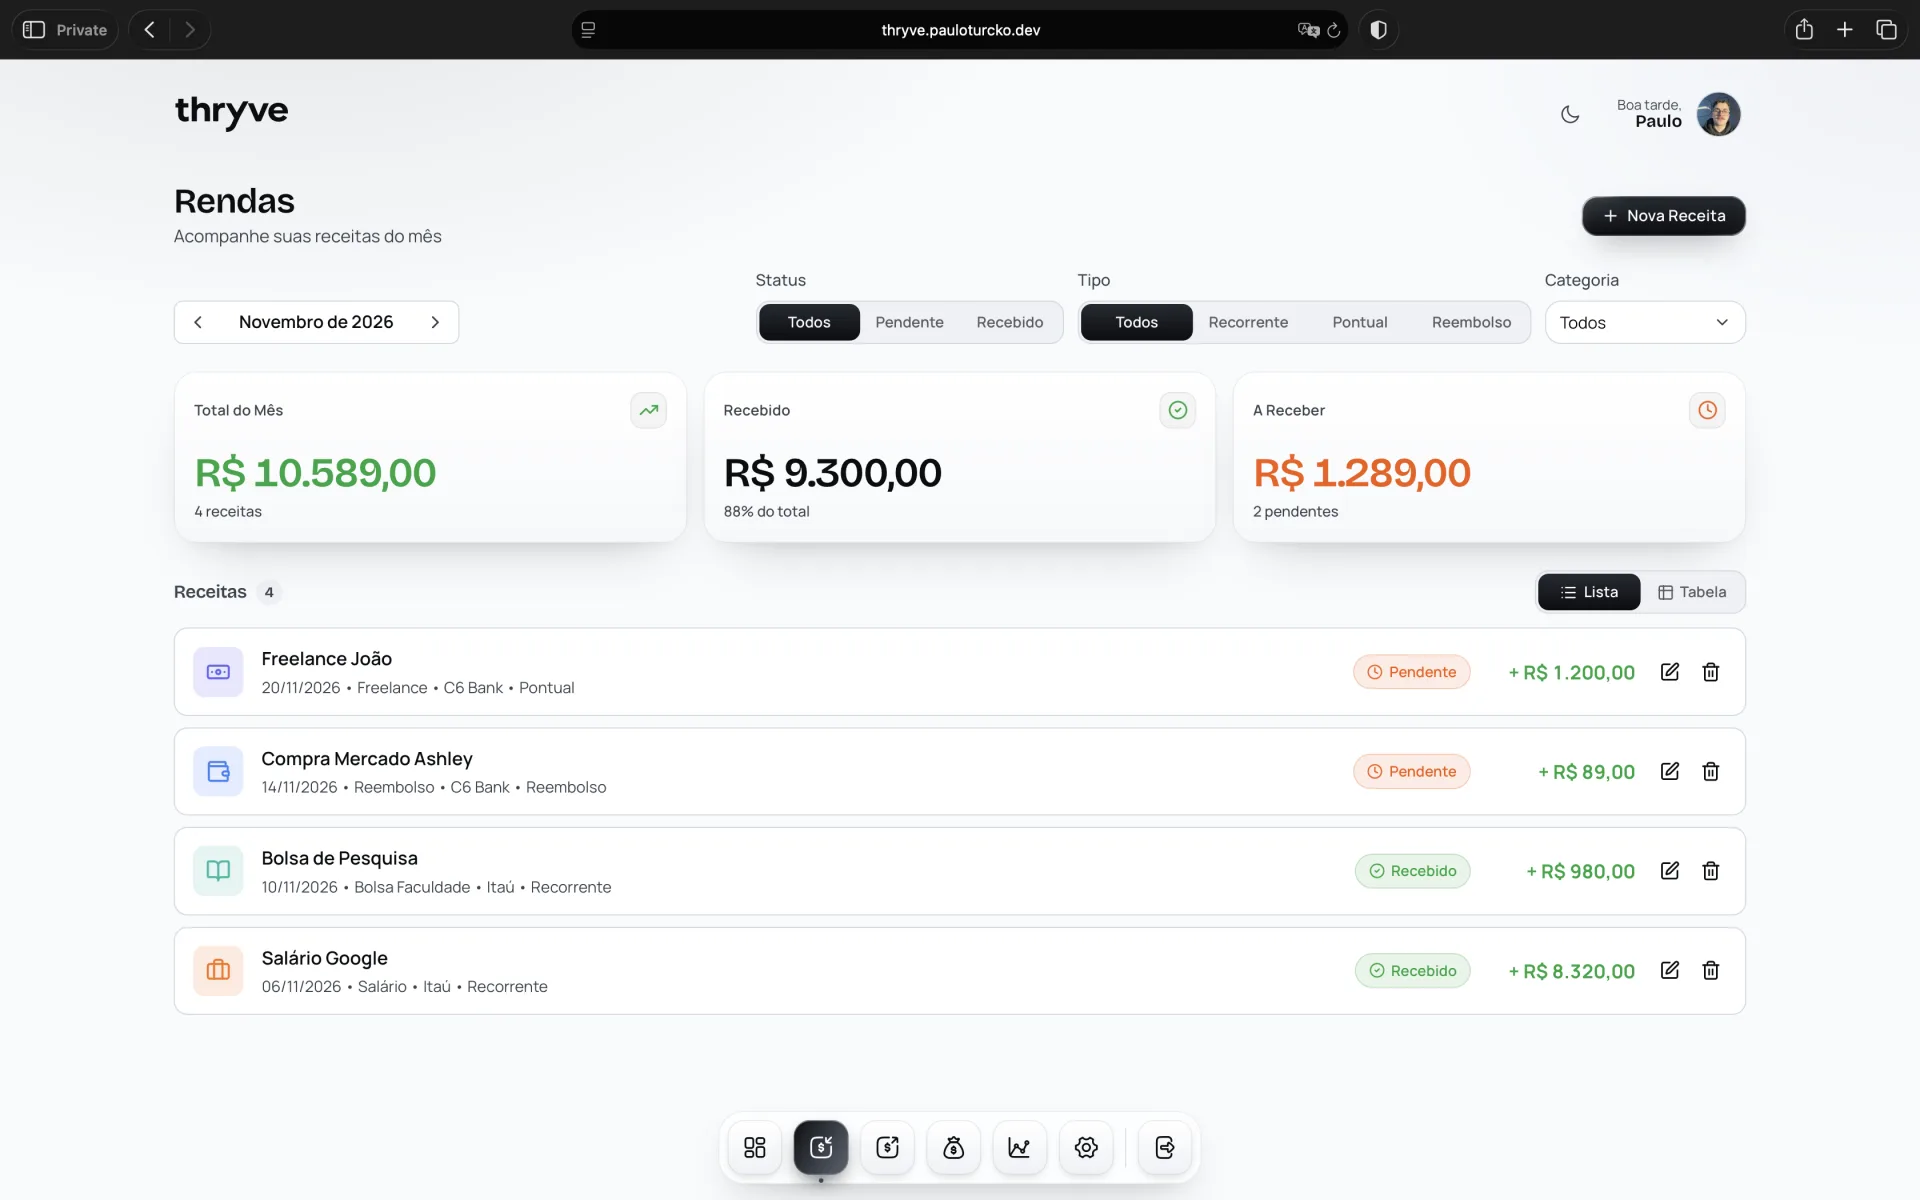 Private
thryve.pauloturcko.dev
thryve
Boa tarde,
Paulo
Rendas
Acompanhe suas receitas do mês
+ Nova Receita
Status
Tipo
Categoria
Novembro de 2026
Todos Pendente Recebido
Todos Recorrente Pontual Reembolso
Todos
Total do Mês
R$ 10.589,00
4 receitas
Recebido
R$ 9.300,00
88% do total
A Receber
R$ 1.289,00
2 pendentes
Receitas 4
Lista Tabela
Freelance João
20/11/2026 • Freelance • C6 Bank • Pontual
Pendente
+ R$ 1.200,00
Compra Mercado Ashley
14/11/2026 • Reembolso • C6 Bank • Reembolso
Pendente
+ R$ 89,00
Bolsa de Pesquisa
10/11/2026 • Bolsa Faculdade • Itaú • Recorrente
Recebido
+ R$ 980,00
Salário Google
06/11/2026 • Salário • Itaú • Recorrente
Recebido
+ R$ 8.320,00